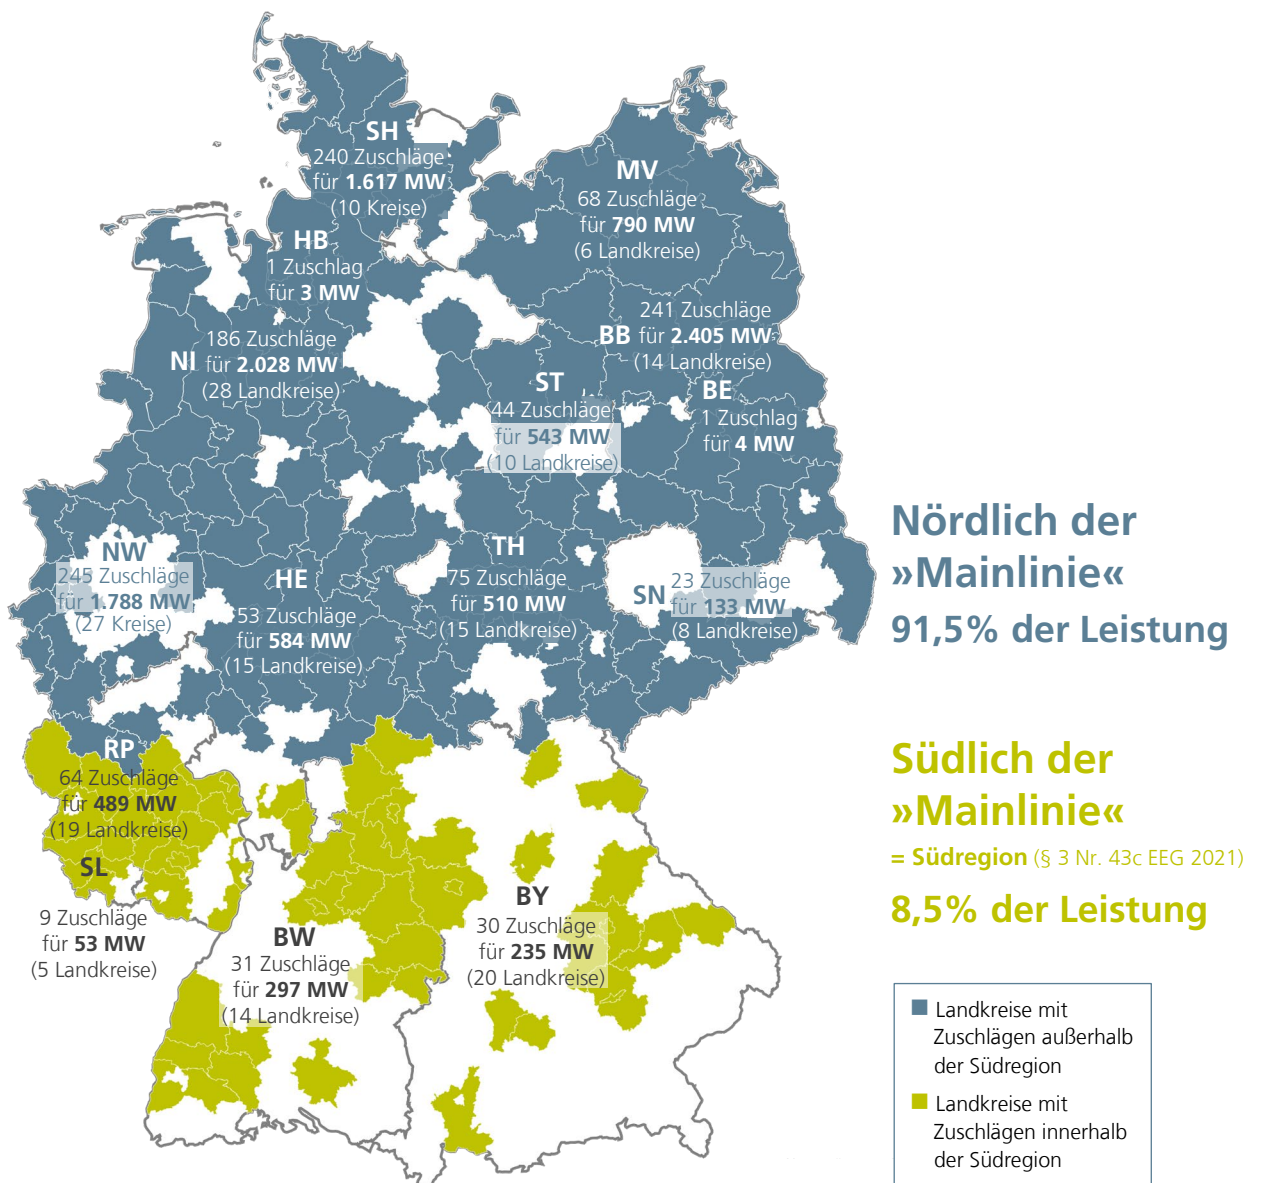 SH
240 Zuschläge
für 1.617 MW
(10 Kreise)
MV
68 Zuschläge
für 790 MW
(6 Landkreise)
HB
1 Zuschlag
für 3 MW
NI
186 Zuschläge
für 2.028 MW
(28 Landkreise)
BB
241 Zuschläge
für 2.405 MW
(14 Landkreise)
ST
44 Zuschläge
für 543 MW
(10 Landkreise)
BE
1 Zuschlag
für 4 MW
NW
245 Zuschläge
für 1.788 MW
(27 Kreise)
HE
53 Zuschläge
für 584 MW
(15 Landkreise)
TH
75 Zuschläge
für 510 MW
(15 Landkreise)
SN
23 Zuschläge
für 133 MW
(8 Landkreise)
RP
64 Zuschläge
für 489 MW
(19 Landkreise)
SL
9 Zuschläge
für 53 MW
(5 Landkreise)
BW
31 Zuschläge
für 297 MW
(14 Landkreise)
BY
30 Zuschläge
für 235 MW
(20 Landkreise)
Nördlich der
»Mainlinie«
91,5% der Leistung
Südlich der
»Mainlinie«
= Südregion (§ 3 Nr. 43c EEG 2021)
8,5% der Leistung
Landkreise mit
Zuschlägen außerhalb
der Südregion
Landkreise mit
Zuschlägen innerhalb
der Südregion